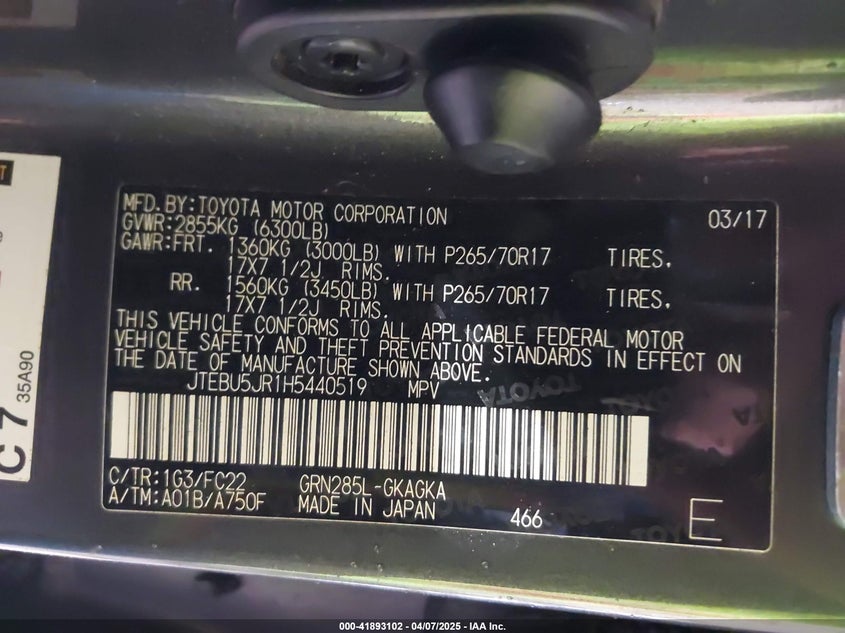 MFD. BY: TOYOTA MOTOR CORPORATION 03/17
GVWR: 2855KG (6300LB)
GAWR: FRT. 1360KG (3000LB) WITH P265/70R17 TIRES,
17X7 1/2J RIMS.
RR. 1560KG (3450LB) WITH P265/70R17 TIRES,
17X7 1/2J RIMS.
THIS VEHICLE CONFORMS TO ALL APPLICABLE FEDERAL MOTOR
VEHICLE SAFETY AND THEFT PREVENTION STANDARDS IN EFFECT ON
THE DATE OF MANUFACTURE SHOWN ABOVE.
JTEBU5JR1H5440519 MPV
C/TR: 1G3/FC22 GRN285L-GKAGKA
A/TM: A01B/A750F MADE IN JAPAN 466 E
C7
35A90
TOYOTA
TOYOTA
000-41893102 - 04/07/2025 - IAA Inc.